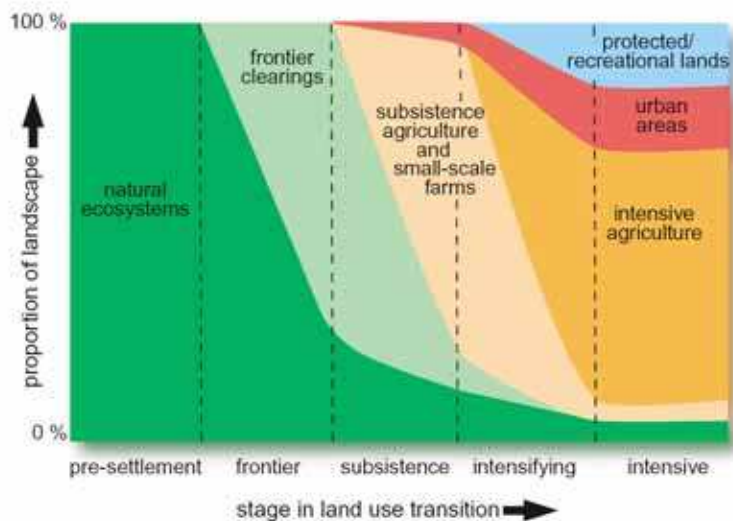 100 %
frontier
clearings
protected/
recreational lands
subsistence
agriculture
and
small-scale
farms
urban
areas
natural
ecosystems
intensive
agriculture
proportion of landscape
0 %
pre-settlement
frontier
subsistence
intensifying
intensive
stage in land use transition